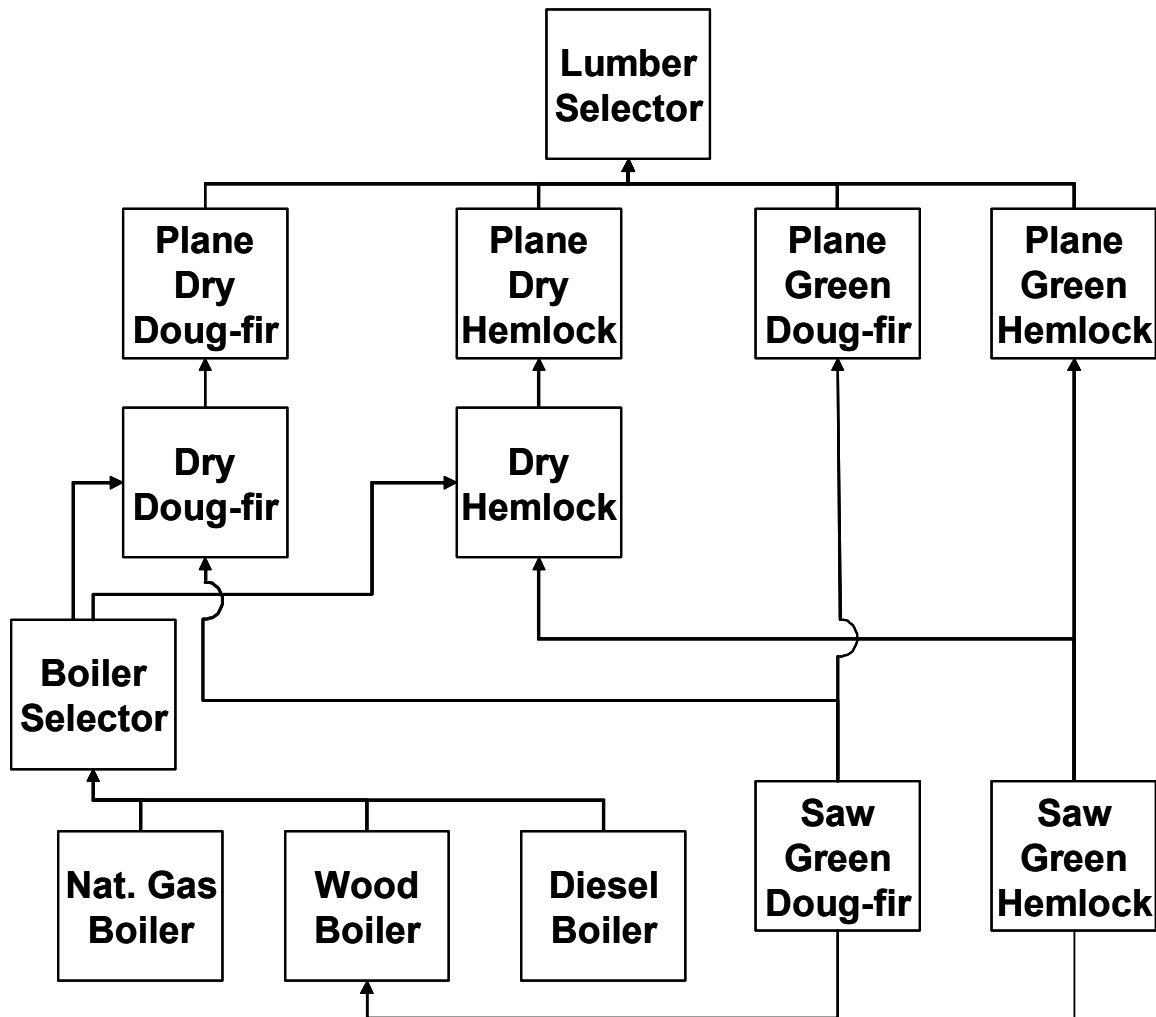 Lumber
Selector
Plane
Dry
Doug-fir
Plane
Dry
Hemlock
Plane
Green
Doug-fir
Plane
Green
Hemlock
Dry
Doug-fir
Dry
Hemlock
Boiler
Selector
Nat. Gas
Boiler
Wood
Boiler
Diesel
Boiler
Saw
Green
Doug-fir
Saw
Green
Hemlock